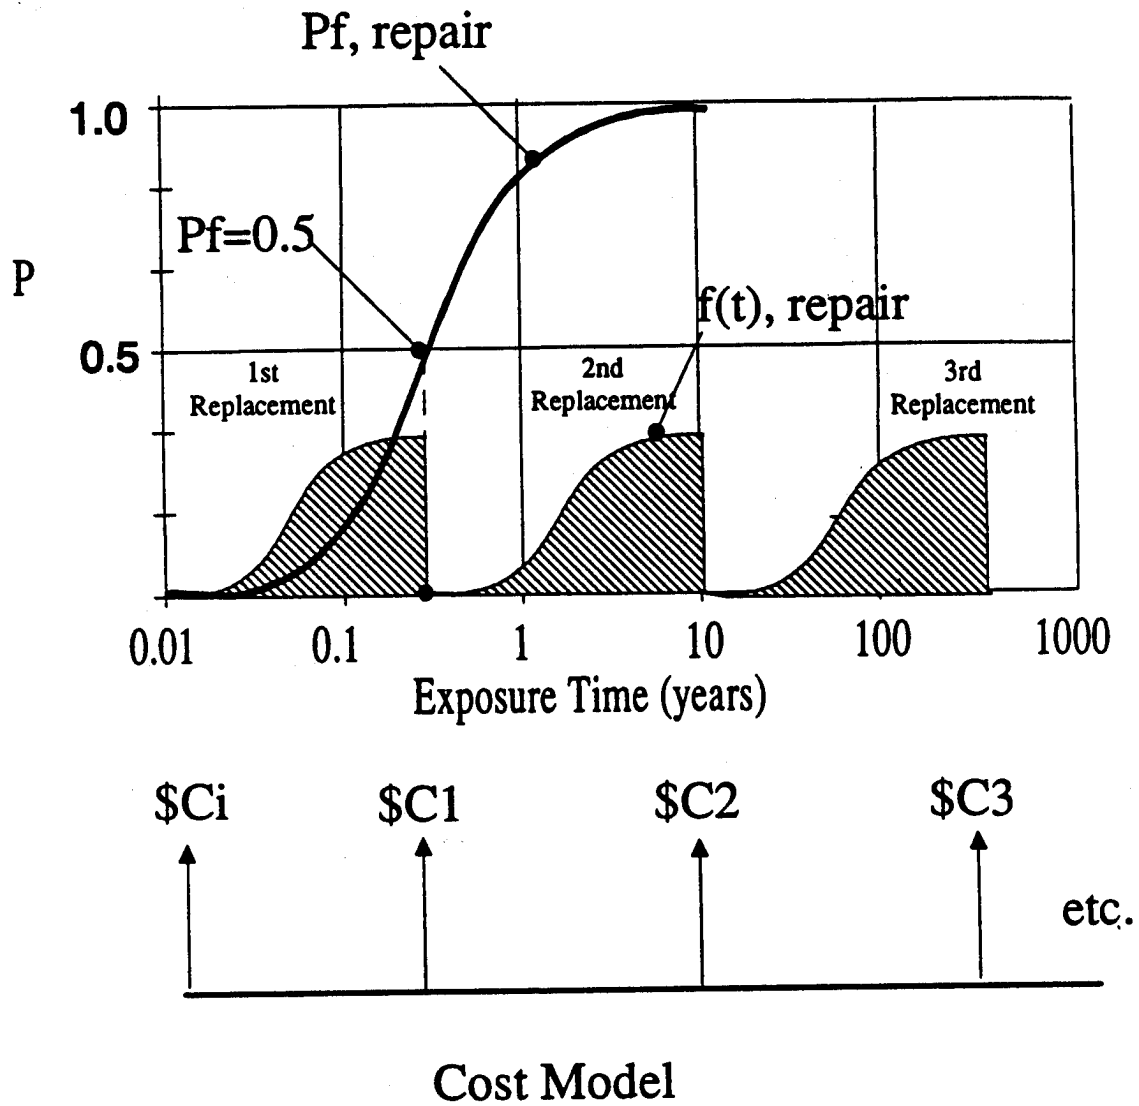 Pf, repair
1.0
Pf=0.5
P
f(t), repair
0.5
1st
Replacement
2nd
Replacement
3rd
Replacement
0.01 0.1 1 10 100 1000
Exposure Time (years)
$Ci $C1 $C2 $C3
etc.
Cost Model